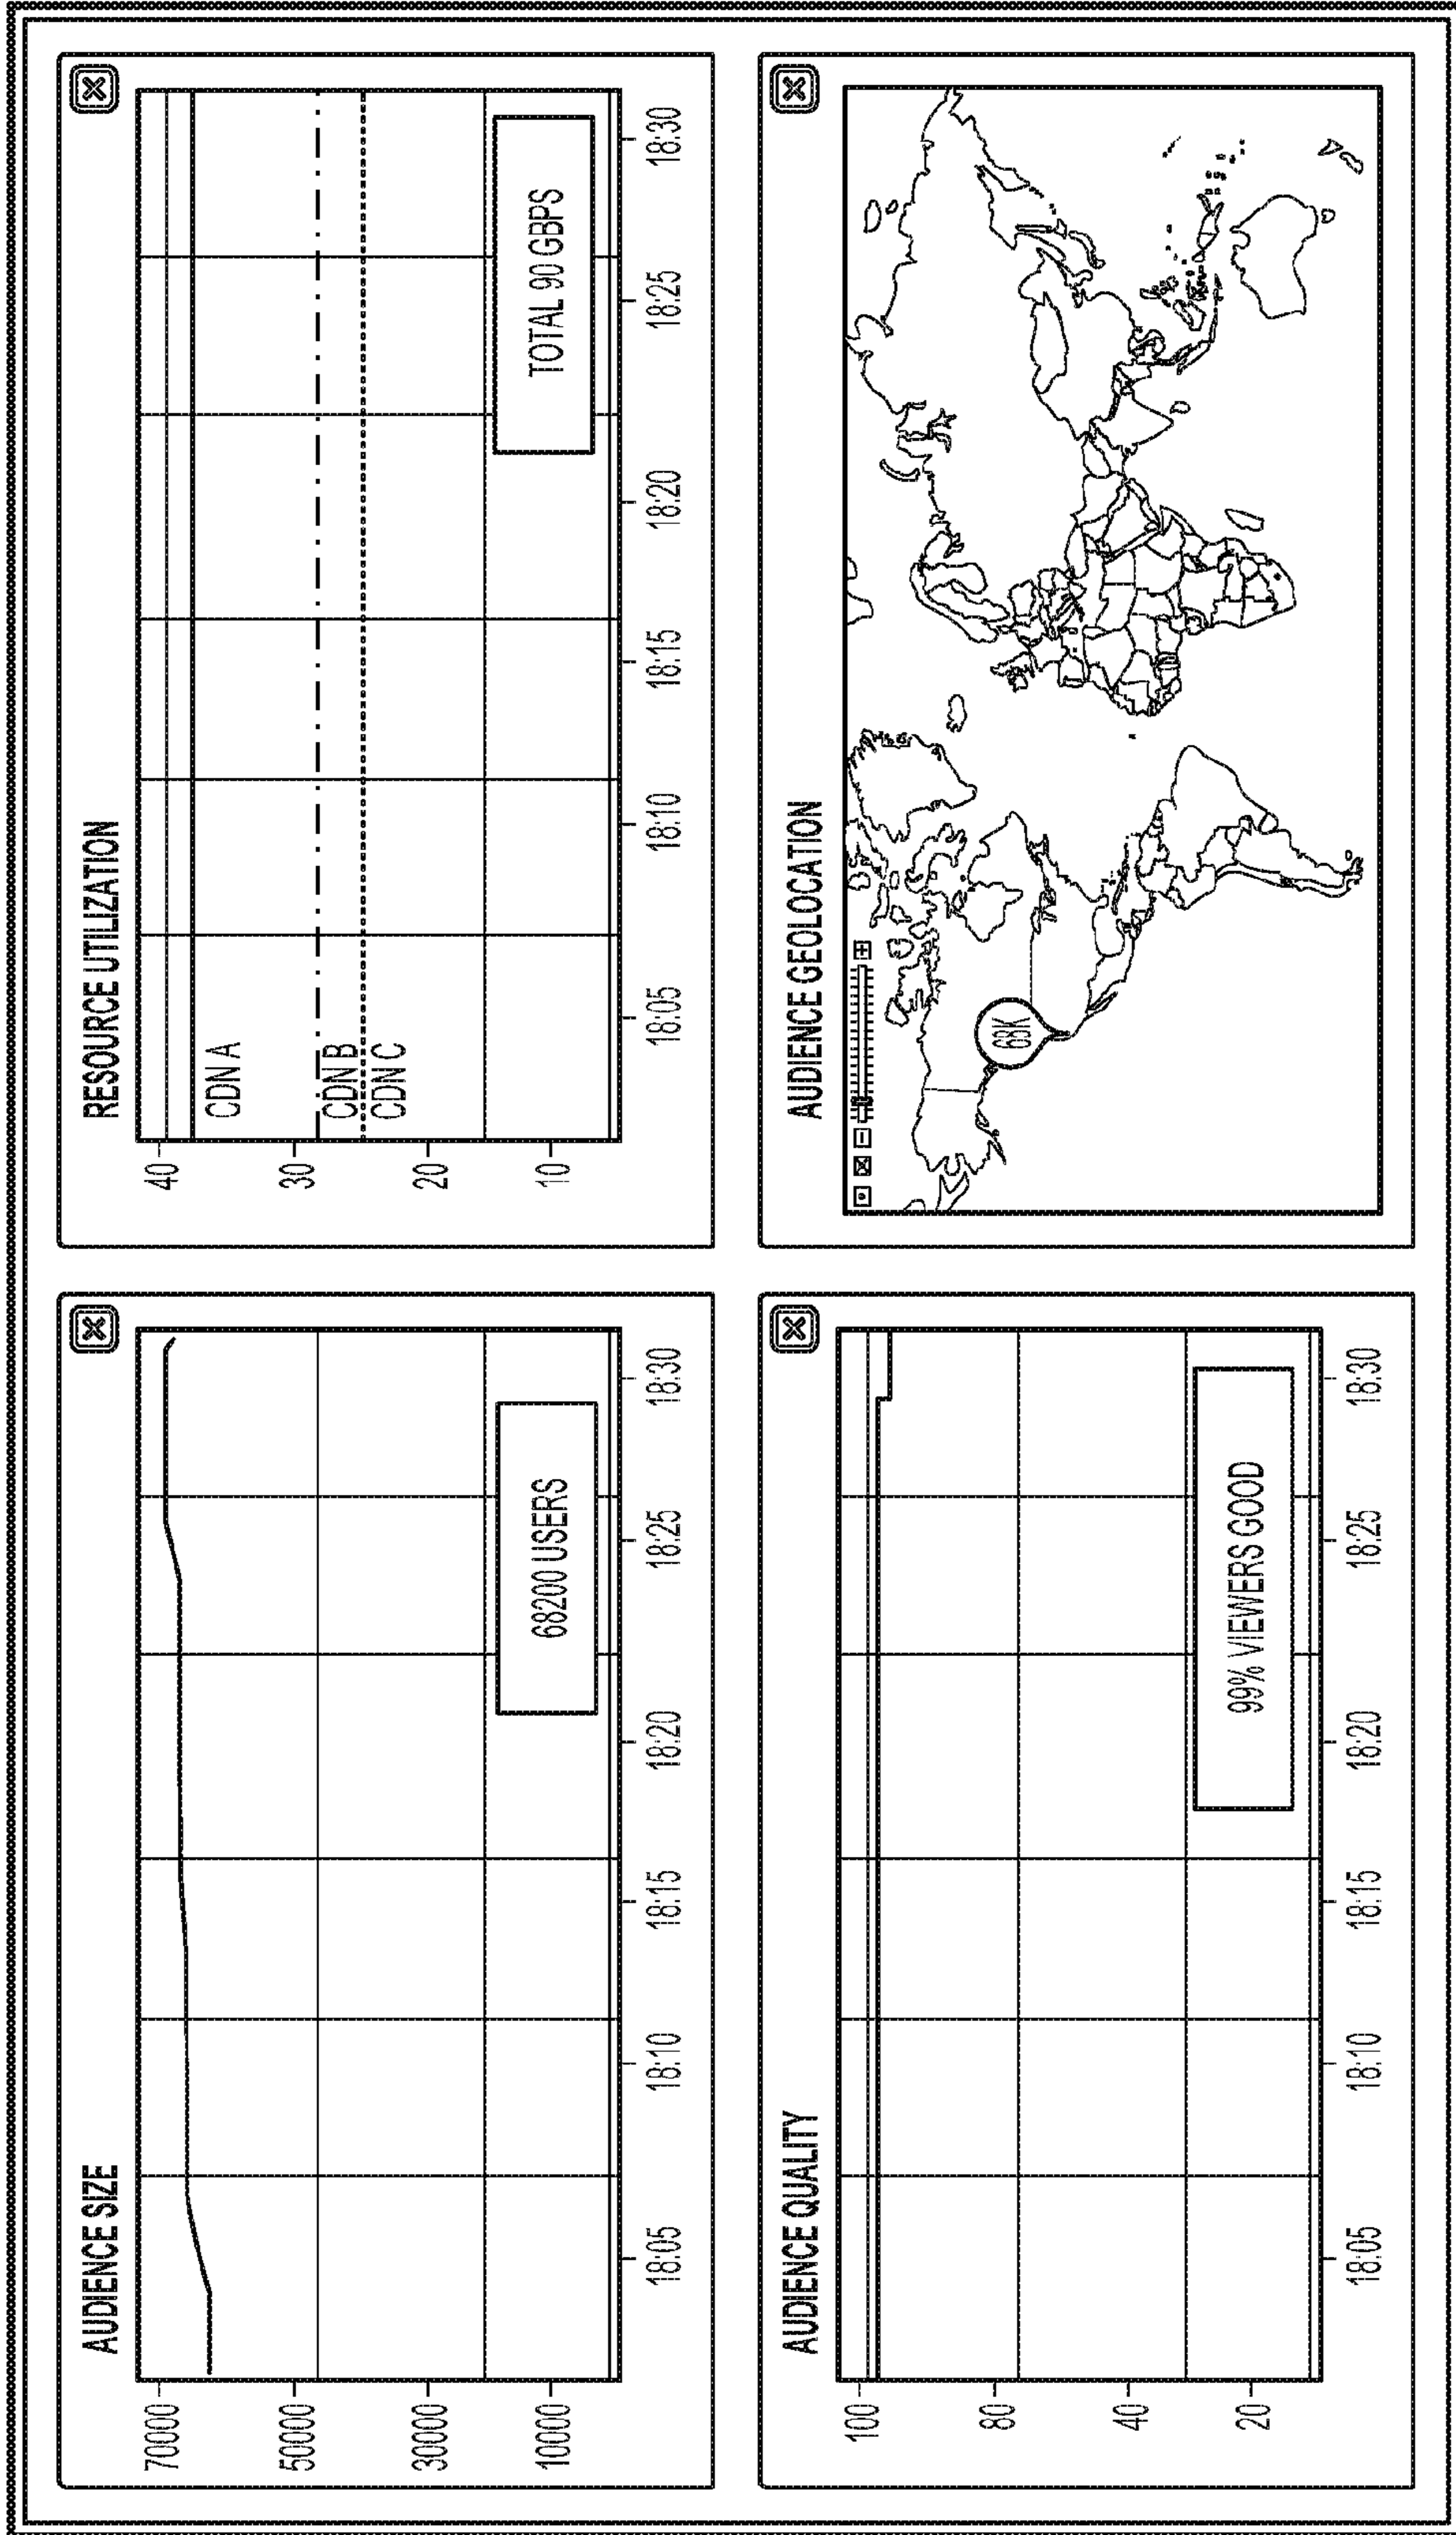 AUDIENCE SIZE
70000
50000
30000
10000
68200 USERS
18:05
18:10
18:15
18:20
18:25
18:30
RESOURCE UTILIZATION
40
30
20
10
CDN A
CDN B
CDN C
TOTAL 90 GBPS
18:05
18:10
18:15
18:20
18:25
18:30
AUDIENCE QUALITY
100
80
40
20
99% VIEWERS GOOD
18:05
18:10
18:15
18:20
18:25
18:30
AUDIENCE GEOLOCATION
68K